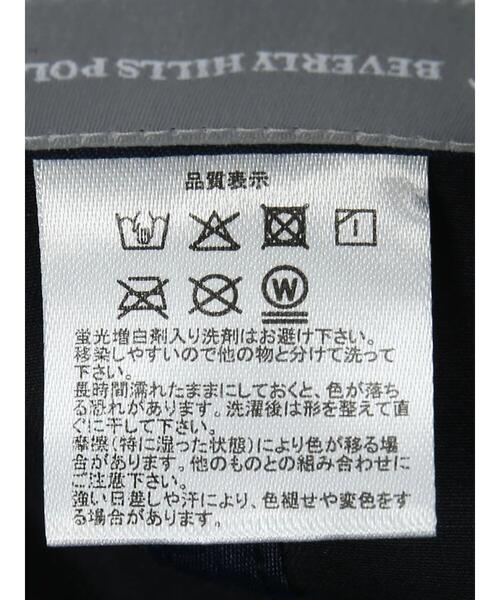 BEVERLY HILLS POL
品質表示
W
蛍光増白剤入り洗剤はお避け下さい。
移染しやすいので他の物と分けて洗って
下さい。
長時間濡れたままにしておくと、色が落ち
る恐れがあります。洗濯後は形を整えて直
ぐに干して下さい。
摩擦(特に湿った状態)により色が移る場
合があります。他のものとの組み合わせに
ご注意下さい。
強い日差しや汗により、色褪せや変色をす
る場合があります。